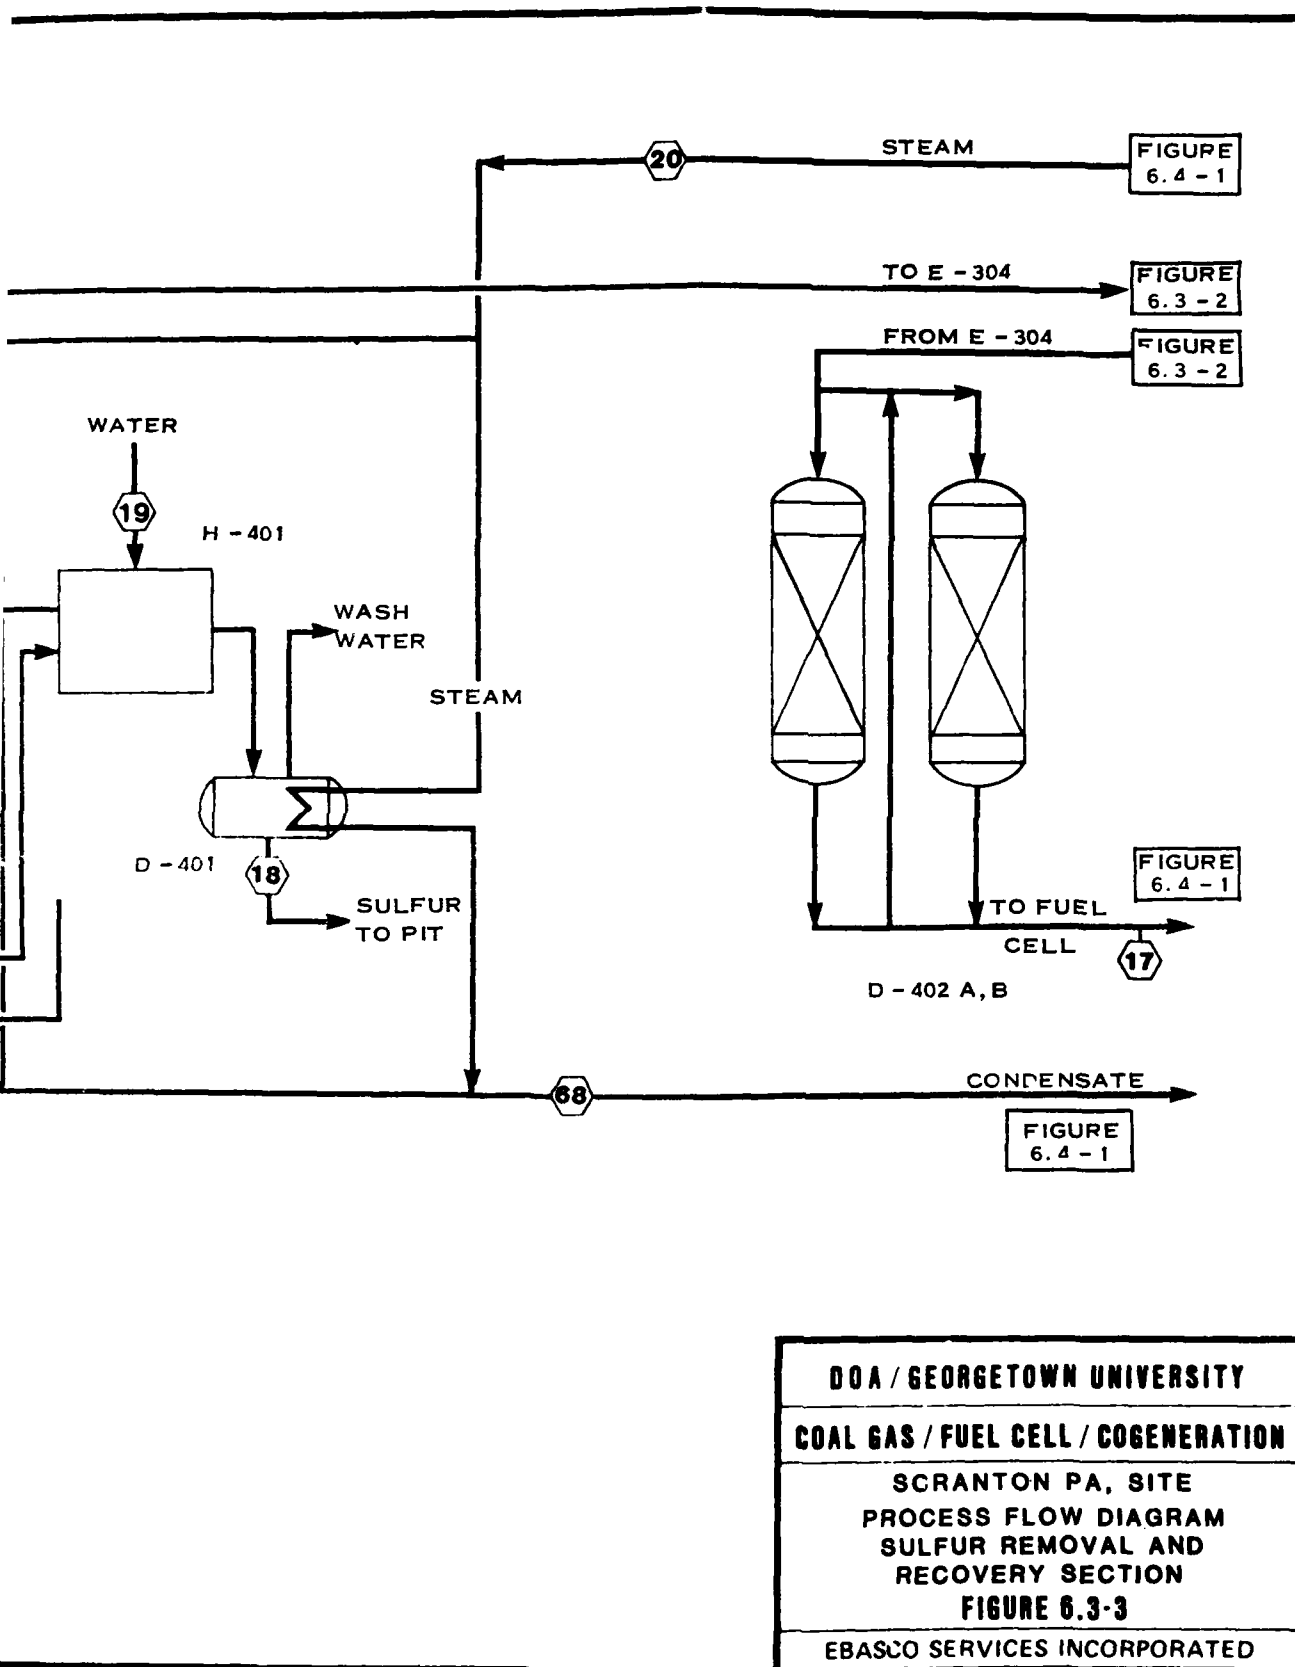 STEAM
20
FIGURE
6.4-1
TO E-304
FIGURE
6.3-2
FROM E-304
FIGURE
6.3-2
WATER
19
H-401
WASH
WATER
STEAM
D-401
18
SULFUR
TO PIT
FIGURE
6.4-1
TO FUEL
CELL
17
D-402 A, B
68
CONDENSATE
FIGURE
6.4-1
DOA / GEORGETOWN UNIVERSITY
COAL GAS / FUEL CELL / COGENERATION
SCRANTON PA, SITE
PROCESS FLOW DIAGRAM
SULFUR REMOVAL AND
RECOVERY SECTION
FIGURE 6.3-3
EBASCO SERVICES INCORPORATED